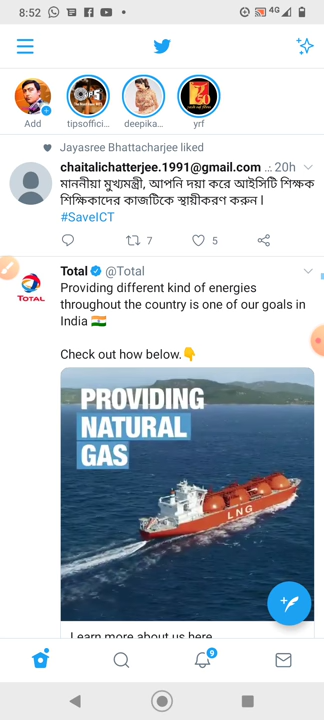 8:52
4G
Add
tipsoffici...
deepika...
yrf
Jayasree Bhattacharjee liked
chaitalichatterjee.1991@gmail.com .: 20h
মাননীয়া মুখ্যমন্ত্রী, আপনি দয়া করে আইসিটি শিক্ষক
শিক্ষিকাদের কাজটিকে স্থায়ীকরণ করুন l
#SaveICT
7
5
Total @Total
Providing different kind of energies
throughout the country is one of our goals in
India 🇮🇳
Check out how below.👇
TOTAL
PROVIDING
NATURAL
GAS
LNG
Learn more about us here
9